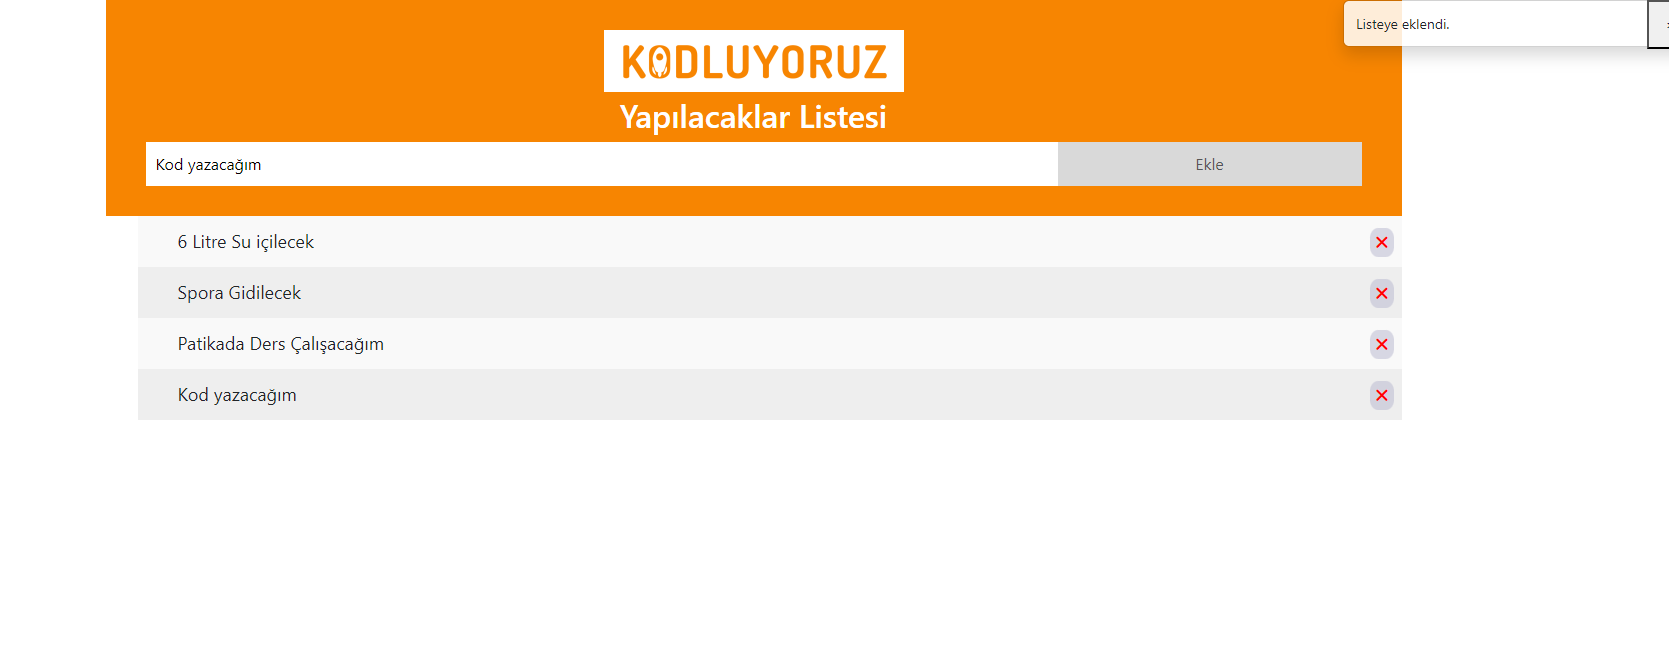 Listeye eklendi.
KODLUYORUZ
Yapılacaklar Listesi
Kod yazacağım
Ekle
6 Litre Su içilecek
Spora Gidilecek
Patikada Ders Çalışacağım
Kod yazacağım